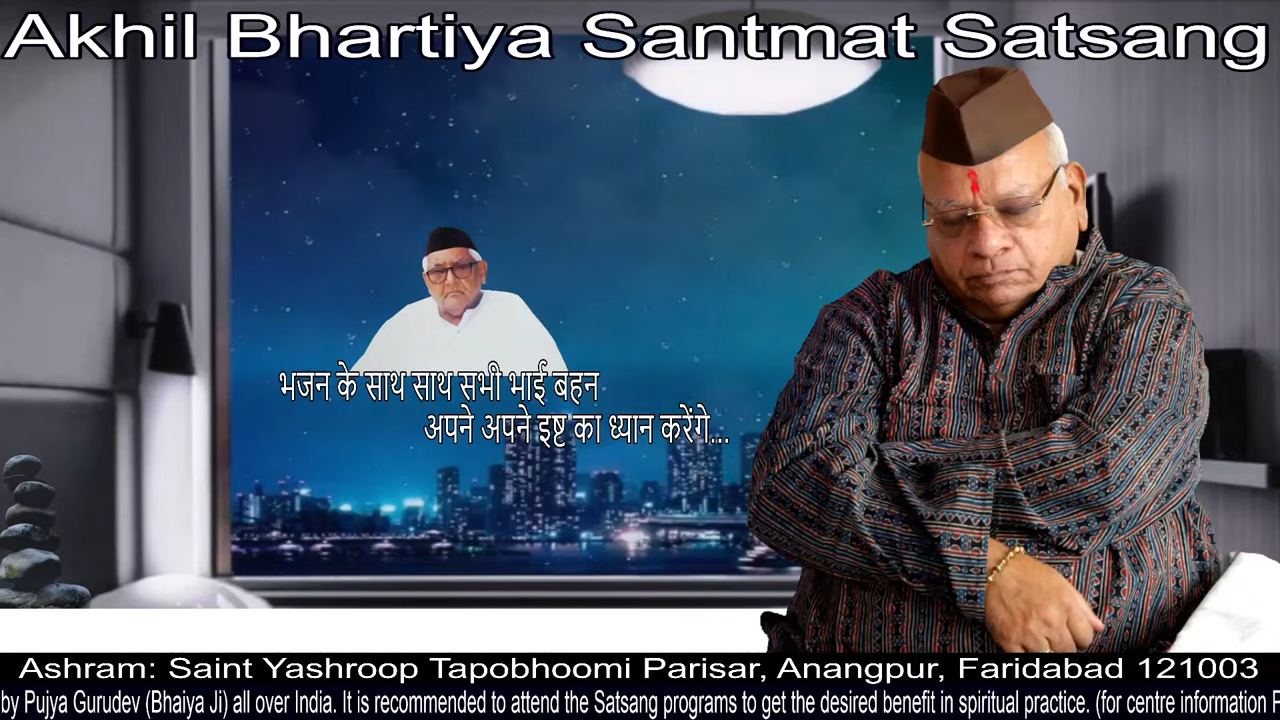 Akhil Bhartiya Santmat Satsang
भजन के साथ साथ सभी भाई बहन
अपने अपने इष्ट का ध्यान करेंगे...
Ashram: Saint Yashroop Tapobhoomi Parisar, Anangpur, Faridabad 121003
by Pujya Gurudev (Bhaiya Ji) all over India. It is recommended to attend the Satsang programs to get the desired benefit in spiritual practice. (for centre information